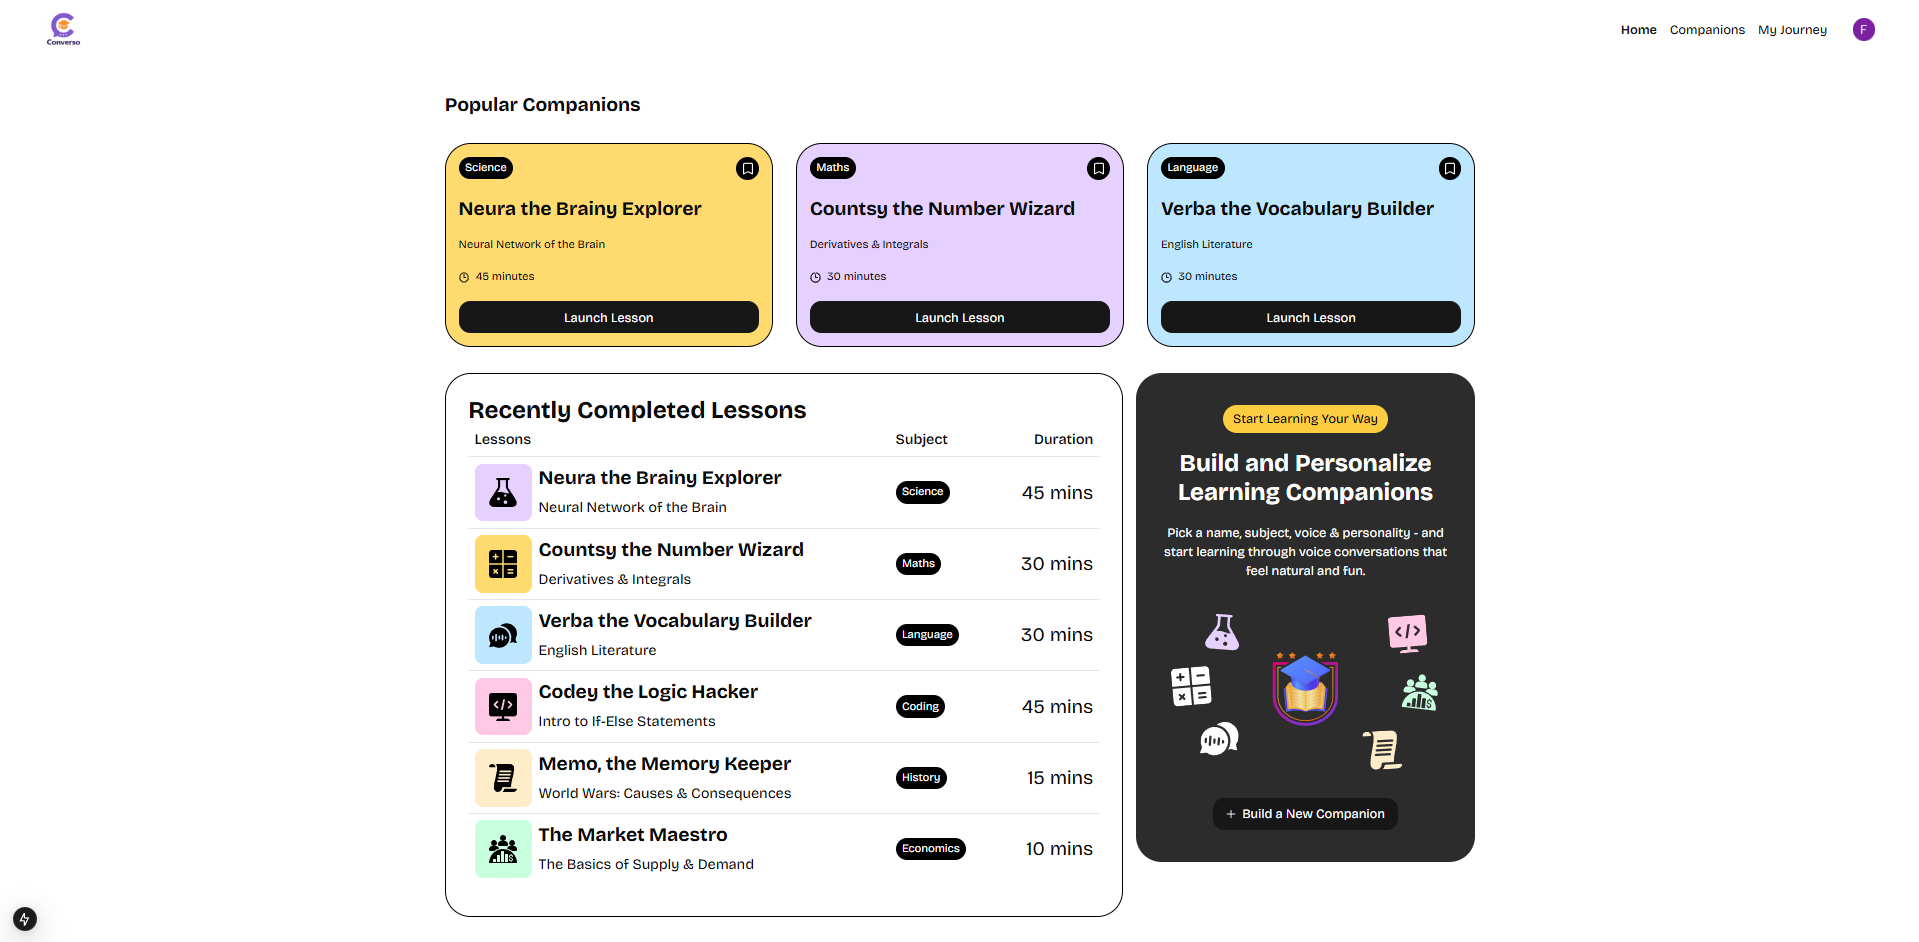 Converso
Home Companions My Journey F
Popular Companions
Science
Neura the Brainy Explorer
Neural Network of the Brain
45 minutes
Launch Lesson
Maths
Countsy the Number Wizard
Derivatives & Integrals
30 minutes
Launch Lesson
Language
Verba the Vocabulary Builder
English Literature
30 minutes
Launch Lesson
Recently Completed Lessons
Lessons Subject Duration
Neura the Brainy Explorer
Neural Network of the Brain
Science
45 mins
Countsy the Number Wizard
Derivatives & Integrals
Maths
30 mins
Verba the Vocabulary Builder
English Literature
Language
30 mins
Codey the Logic Hacker
Intro to If-Else Statements
Coding
45 mins
Memo, the Memory Keeper
World Wars: Causes & Consequences
History
15 mins
The Market Maestro
The Basics of Supply & Demand
Economics
10 mins
Start Learning Your Way
Build and Personalize
Learning Companions
Pick a name, subject, voice & personality - and
start learning through voice conversations that
feel natural and fun.
Build a New Companion